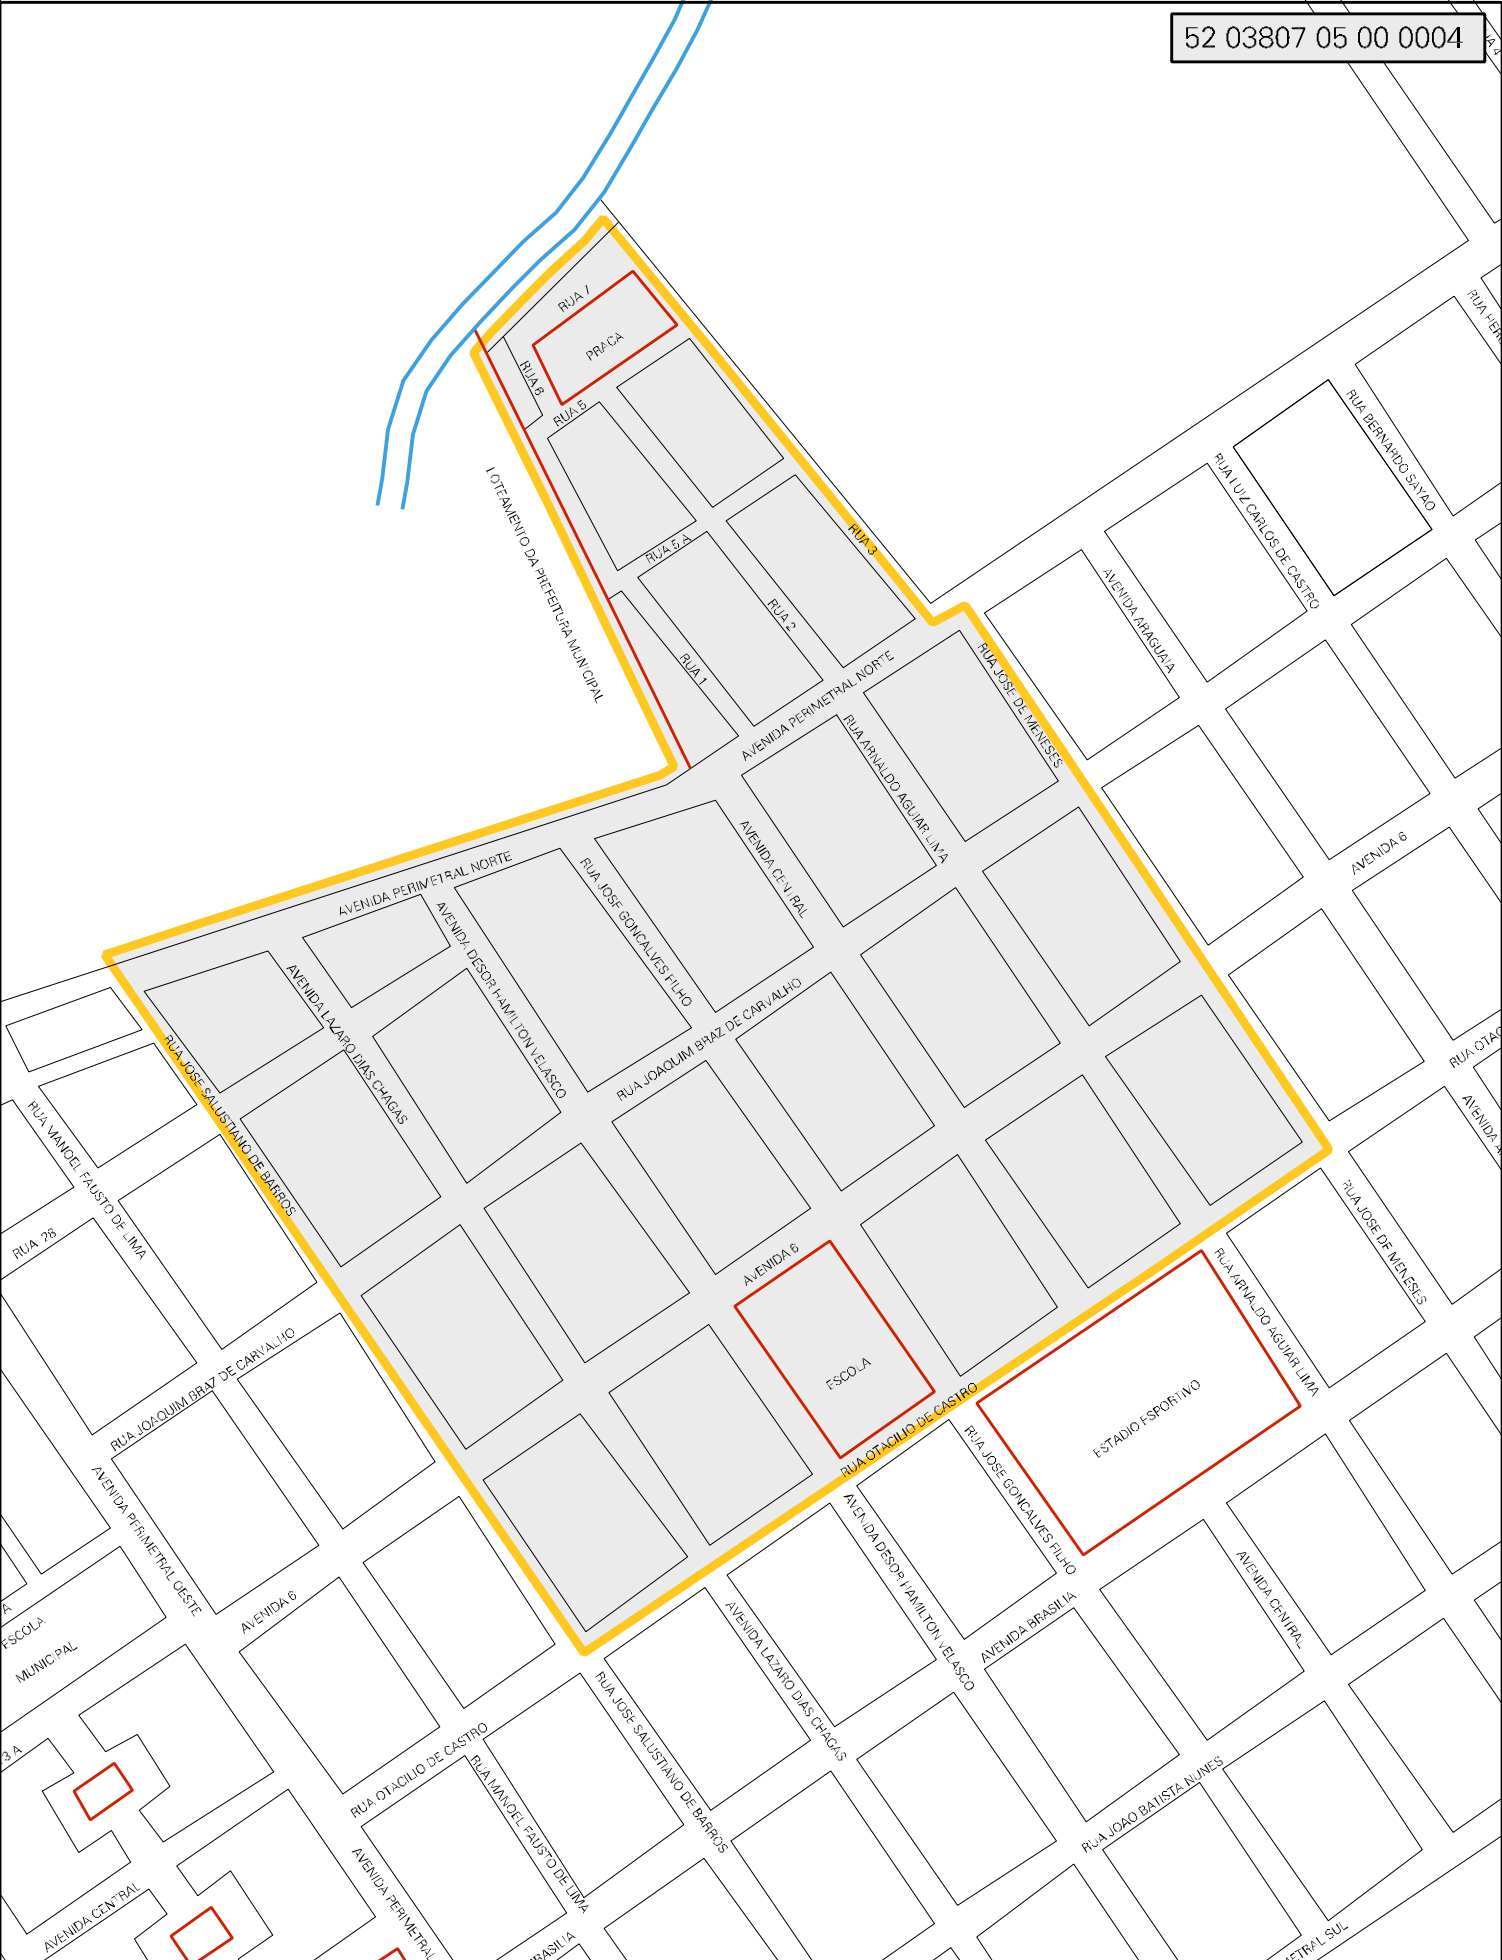 52 03807 05 00 0004
RUA 7
PRACA
RUA 6
RUA 5
LOTEAMENTO DA PREFEITURA MUNICIPAL
RUA 5 A
RUA 3
RUA 2
RUA 1
RUA BERNARDO SAYAO
RUA LUIZ CARLOS DE CASTRO
AVENIDA ARAGUAIA
RUA JOSE DE MENESES
AVENIDA PERIMETRAL NORTE
RUA ARNALDO AGUIAR LIMA
AVENIDA CENTRAL
AVENIDA 6
AVENIDA PERIMETRAL NORTE
RUA JOSE GONCALVES FILHO
AVENIDA DESOR HAMILTON VELASCO
AVENIDA LAZARO DIAS CHAGAS
RUA JOAQUIM BRAZ DE CARVALHO
RUA JOSE SALUSTIANO DE BARROS
RUA MANOEL FAUSTO DE LIMA
RUA 28
RUA OTAC
AVENIDA A
RUA JOSE DE MENESES
AVENIDA 6
RUA ARNALDO AGUIAR LIMA
ESCOLA
ESTADIO ESPORTIVO
RUA OTACILIO DE CASTRO
RUA JOAQUIM BRAZ DE CARVALHO
RUA JOSE GONCALVES FILHO
AVENIDA PERIMETRAL OESTE
AVENIDA DESOR HAMILTON VELASCO
AVENIDA CENTRAL
AVENIDA 6
AVENIDA BRASILIA
AVENIDA LAZARO DIAS CHAGAS
ESCOLA
MUNICIPAL
RUA JOSE SALUSTIANO DE BARROS
3 A
RUA OTACILIO DE CASTRO
RUA MANOEL FAUSTO DE LIMA
RUA JOAO BATISTA NUNES
AVENIDA PERIMETRAL
AVENIDA CENTRAL
BRASILIA
METRAL SUL